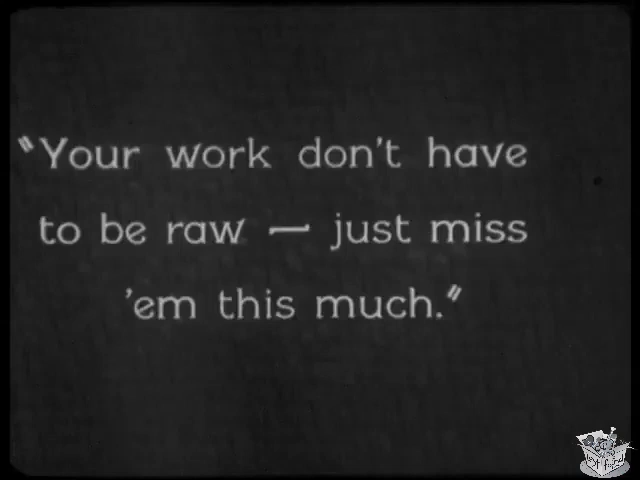 "Your work don't have
to be raw — just miss
'em this much."